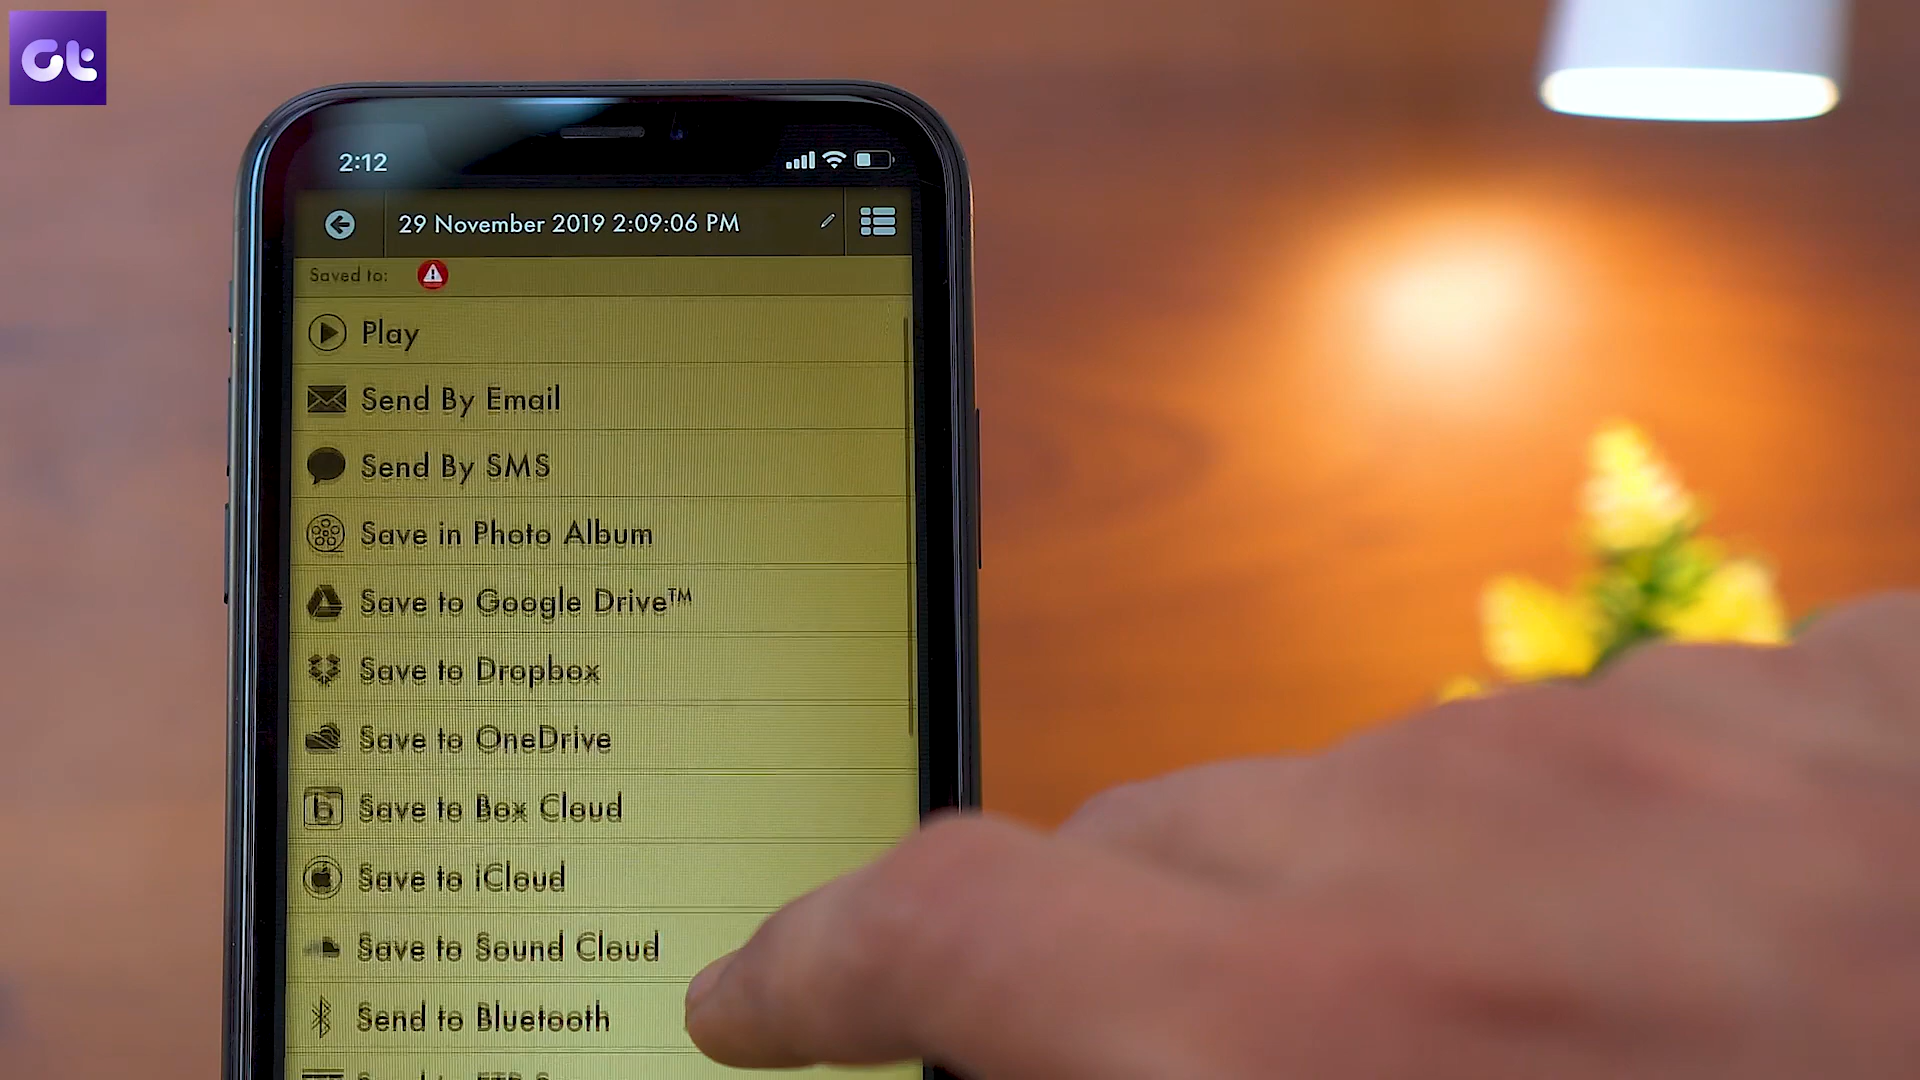 Gt
2:12
29 November 2019 2:09:06 PM
Saved to:
Play
Send By Email
Send By SMS
Save in Photo Album
Save to Google Drive™
Save to Dropbox
Save to OneDrive
Save to Box Cloud
Save to iCloud
Save to Sound Cloud
Send to Bluetooth